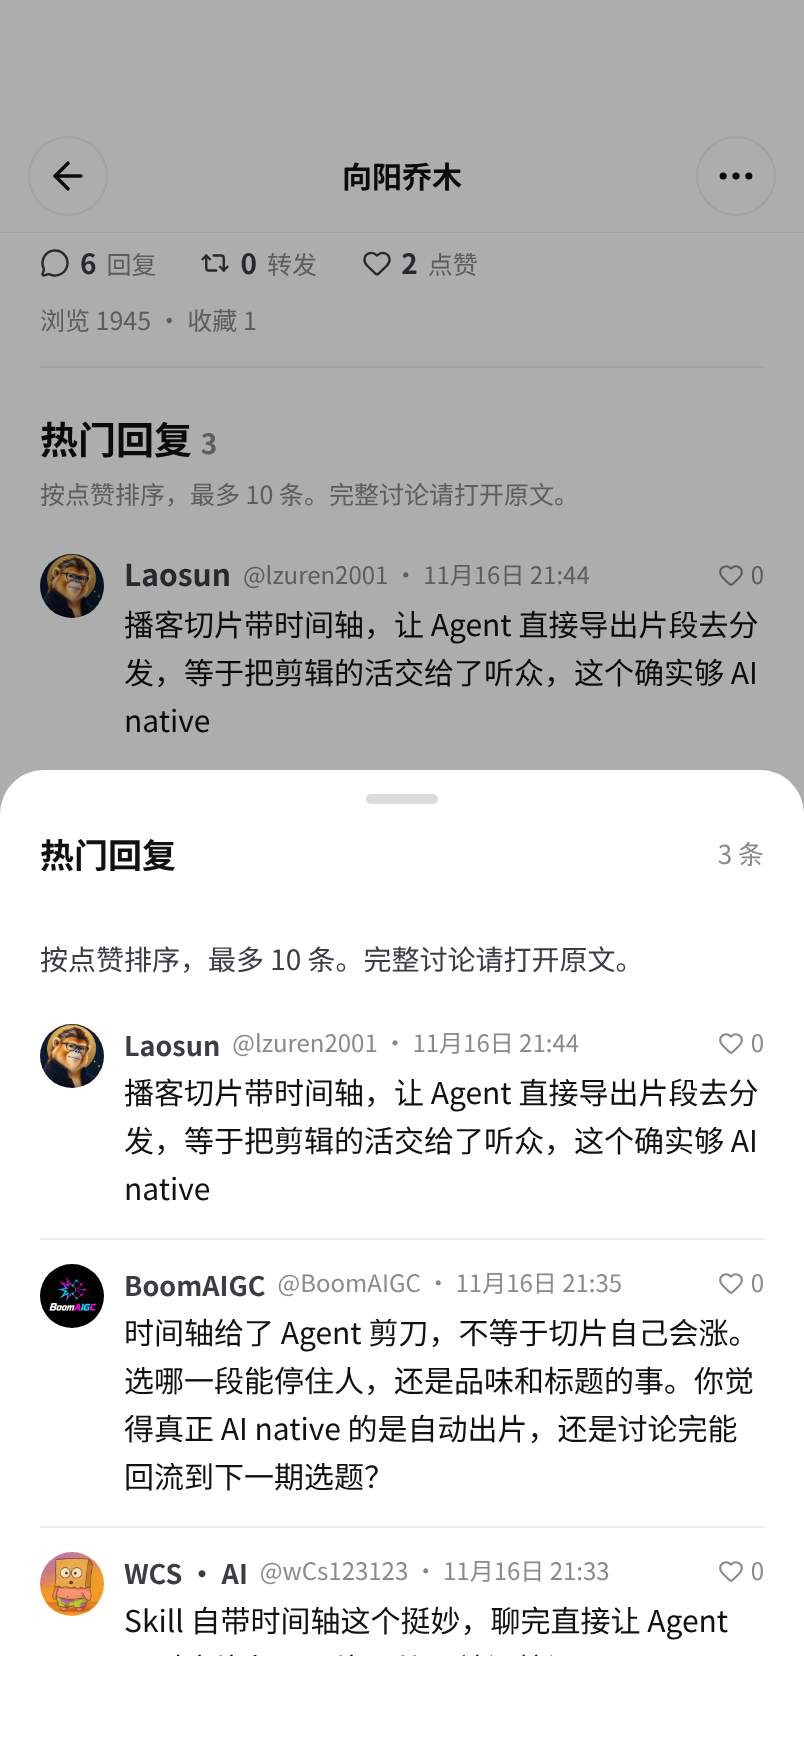 向阳乔木
6 回复 0 转发 2 点赞
浏览 1945 · 收藏 1
热门回复 3
按点赞排序，最多 10 条。完整讨论请打开原文。
Laosun @lzuren2001 · 11月16日 21:44 0
播客切片带时间轴，让 Agent 直接导出片段去分
发，等于把剪辑的活交给了听众，这个确实够 AI
native
热门回复 3 条
按点赞排序，最多 10 条。完整讨论请打开原文。
Laosun @lzuren2001 · 11月16日 21:44 0
播客切片带时间轴，让 Agent 直接导出片段去分
发，等于把剪辑的活交给了听众，这个确实够 AI
native
BoomAIGC
BoomAIGC @BoomAIGC · 11月16日 21:35 0
时间轴给了 Agent 剪刀，不等于切片自己会涨。
选哪一段能停住人，还是品味和标题的事。你觉
得真正 AI native 的是自动出片，还是讨论完能
回流到下一期选题？
WCS · AI @wCs123123 · 11月16日 21:33 0
Skill 自带时间轴这个挺妙，聊完直接让 Agent